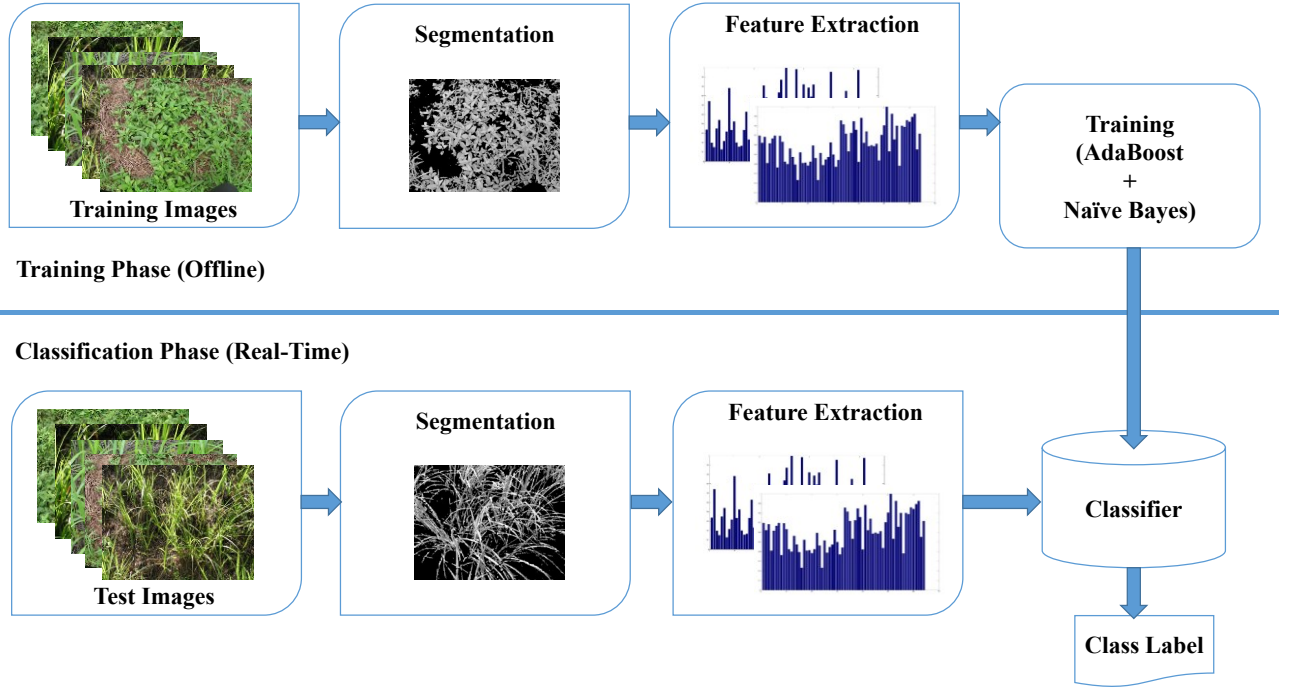 Segmentation
Feature Extraction
Training Images
Training
(AdaBoost
+
Naïve Bayes)
Training Phase (Offline)
Classification Phase (Real-Time)
Segmentation
Feature Extraction
Test Images
Classifier
Class Label